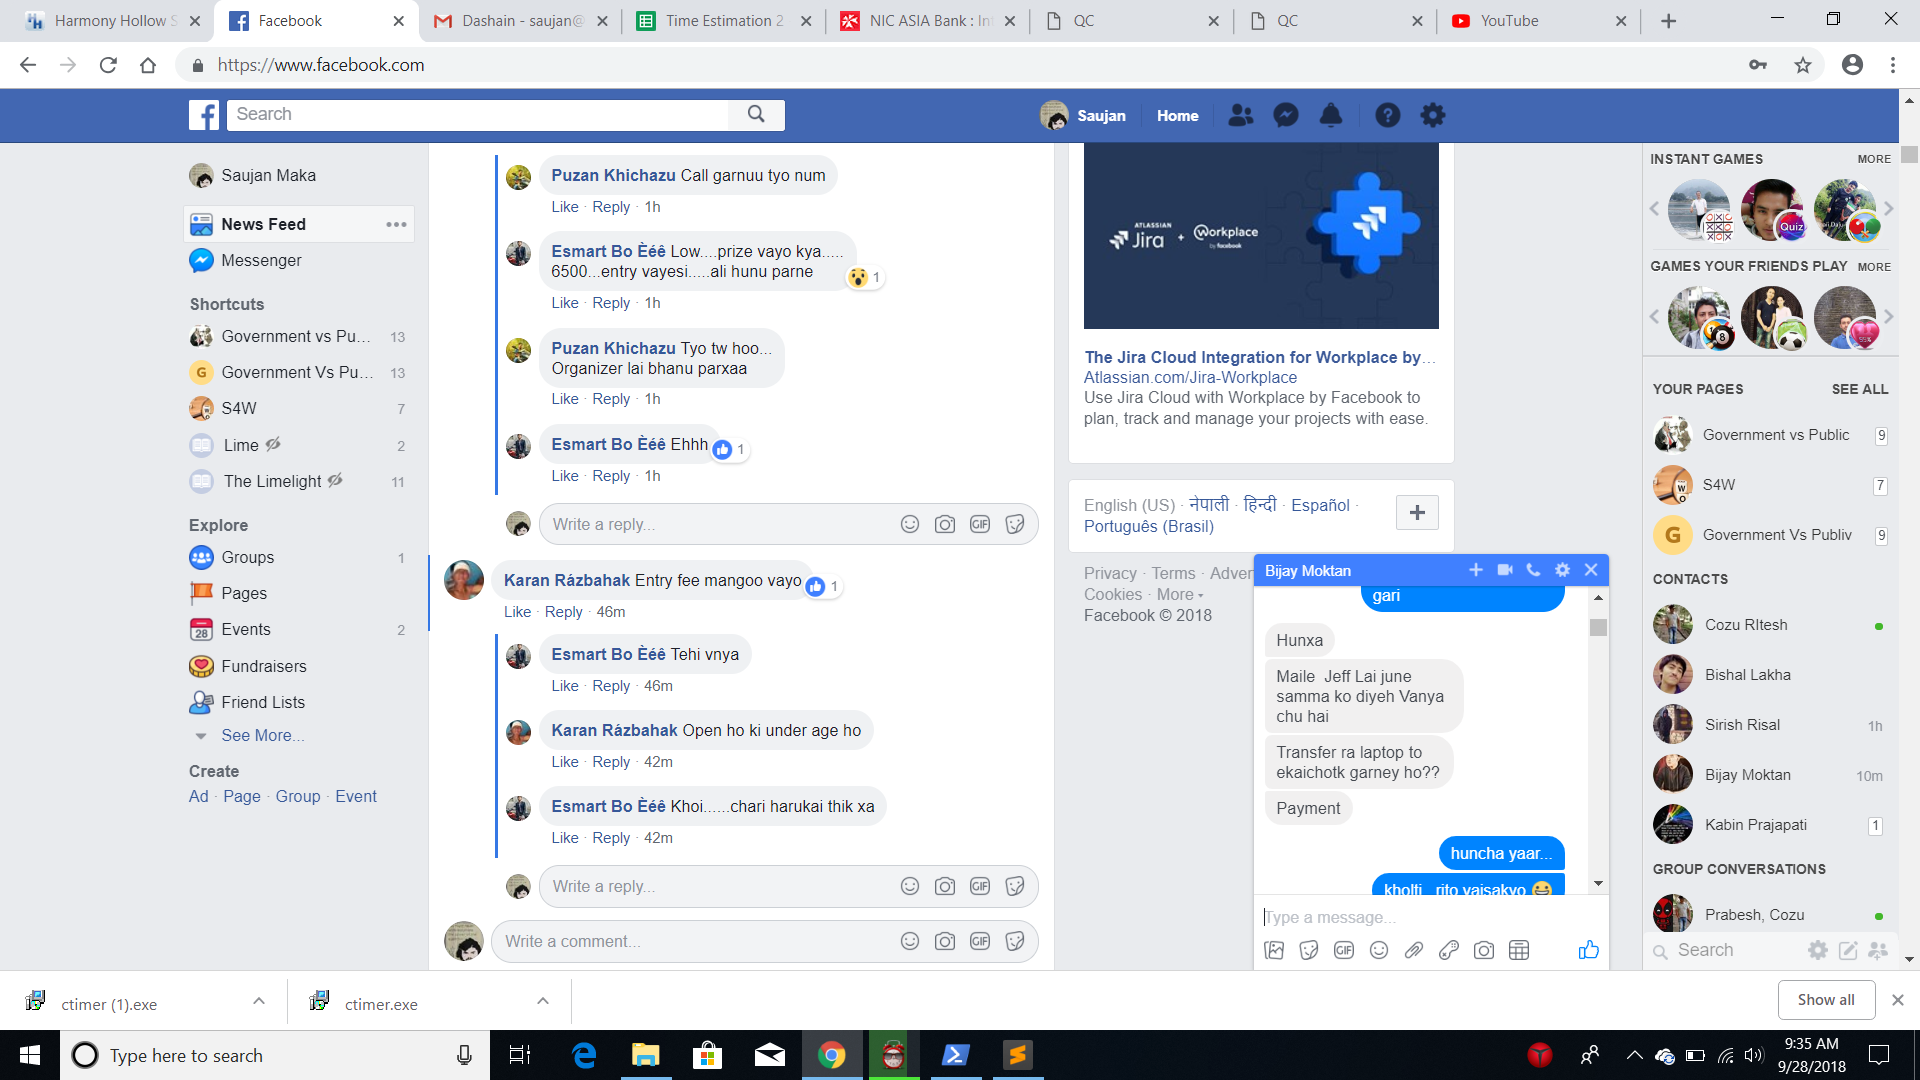 Harmony Hollow S
Facebook
Dashain - saujan@
Time Estimation 2
NIC ASIA Bank : In
QC
QC
YouTube
https://www.facebook.com
Search
Saujan
Home
Saujan Maka
News Feed
Messenger
Shortcuts
Government vs Pu... 13
Government Vs Pu... 13
S4W 7
Lime 2
The Limelight 11
Explore
Groups 1
Pages
Events 2
Fundraisers
Friend Lists
See More...
Create
Ad · Page · Group · Event
Puzan Khichazu Call garnuu tyo num
Like · Reply · 1h
Esmart Bo Èéê Low....prize vayo kya.....
6500...entry vayesi.....ali hunu parne
1
Like · Reply · 1h
Puzan Khichazu Tyo tw hoo...
Organizer lai bhanu parxaa
Like · Reply · 1h
Esmart Bo Èéê Ehhh
1
Like · Reply · 1h
Write a reply...
GIF
Karan Rázbahak Entry fee mangoo vayo
1
Like · Reply · 46m
Esmart Bo Èéê Tehi vnya
Like · Reply · 46m
Karan Rázbahak Open ho ki under age ho
Like · Reply · 42m
Esmart Bo Èéê Khoi......chari harukai thik xa
Like · Reply · 42m
Write a reply...
GIF
Write a comment...
GIF
ATLASSIAN
Jira + Workplace
by facebook
The Jira Cloud Integration for Workplace by...
Atlassian.com/Jira-Workplace
Use Jira Cloud with Workplace by Facebook to
plan, track and manage your projects with ease.
English (US) · नेपाली · हिन्दी · Español ·
Português (Brasil)
Privacy · Terms · Adver
Cookies · More
Facebook © 2018
Bijay Moktan
gari
Hunxa
Maile Jeff Lai june
samma ko diyeh Vanya
chu hai
Transfer ra laptop to
ekaichotk garney ho??
Payment
huncha yaar...
kholti.. rito vaisakyo
Type a message...
GIF
INSTANT GAMES MORE
Quiz
GAMES YOUR FRIENDS PLAY MORE
8
YOUR PAGES SEE ALL
Government vs Public 9
S4W 7
G Government Vs Publiv 9
CONTACTS
Cozu RItesh
Bishal Lakha
Sirish Risal 1h
Bijay Moktan 10m
Kabin Prajapati 1
GROUP CONVERSATIONS
Prabesh, Cozu
Search
ctimer (1).exe
ctimer.exe
Show all
Type here to search
9:35 AM
9/28/2018